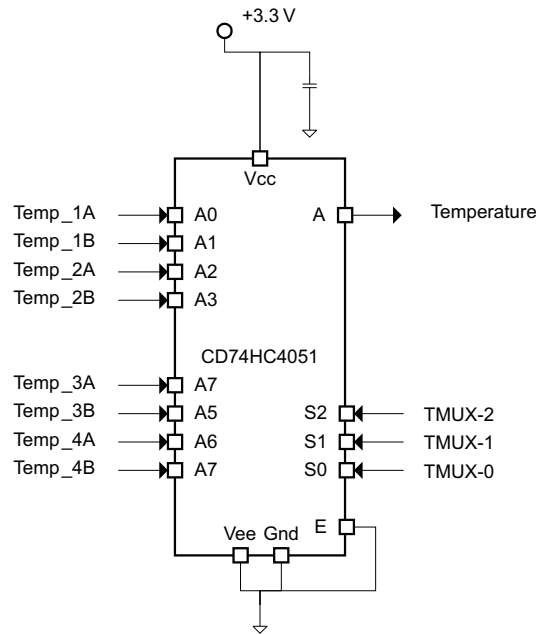 +3.3 V
Vcc
Temp_1A A0 A Temperature
Temp_1B A1
Temp_2A A2
Temp_2B A3
CD74HC4051
Temp_3A A7
Temp_3B A5 S2 TMUX-2
Temp_4A A6 S1 TMUX-1
Temp_4B A7 S0 TMUX-0
E
Vee Gnd